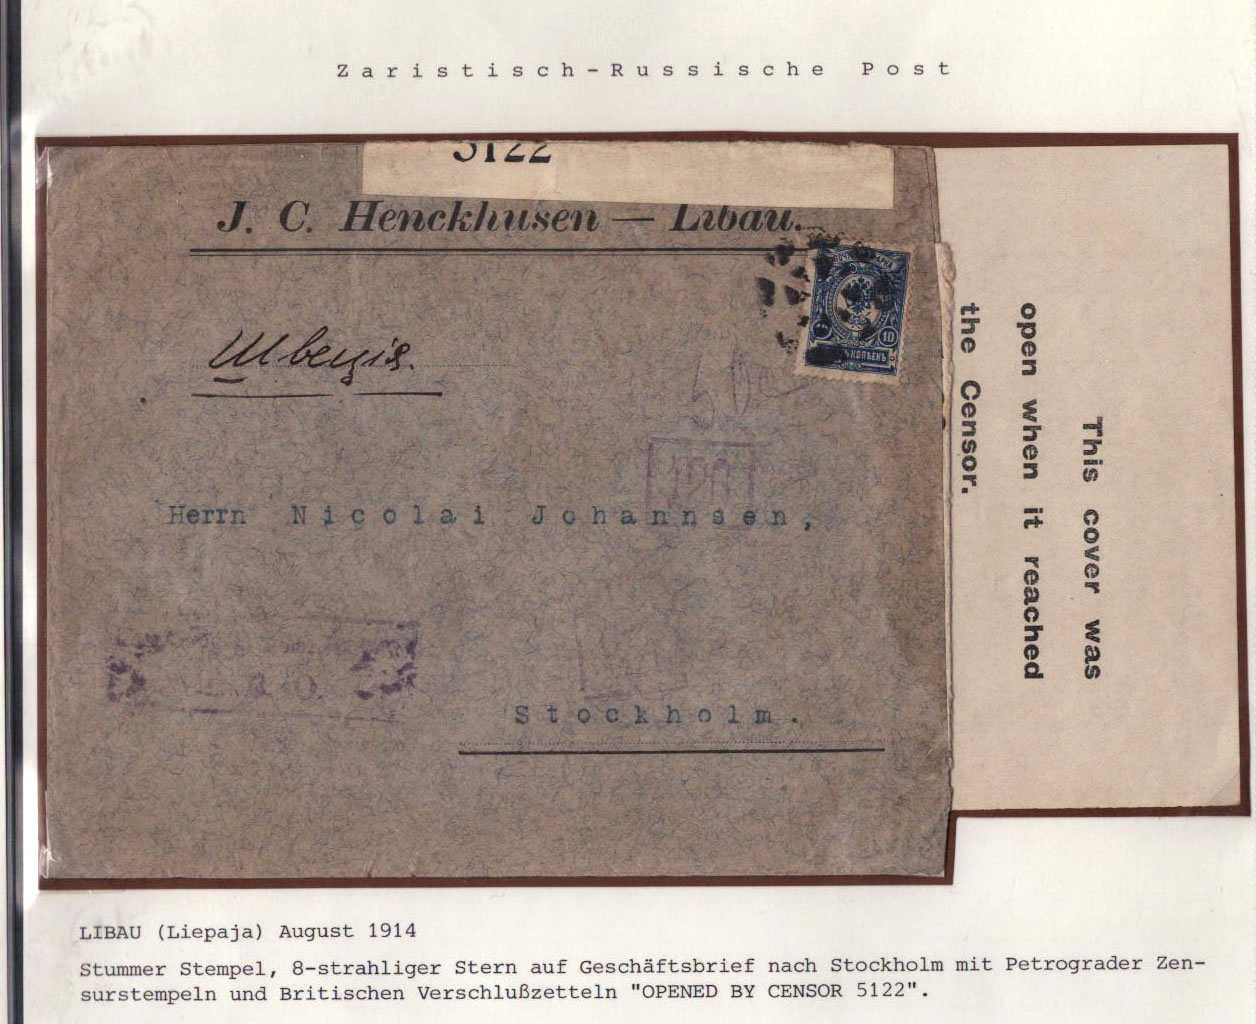 Zaristisch-Russische Post
5122
J. C. Henckhusen — Libau.
Швецiя.
10
Herrn Nicolai Johannsen,
Stockholm.
This cover was
open when it reached
the Censor.
LIBAU (Liepaja) August 1914
Stummer Stempel, 8-strahliger Stern auf Geschäftsbrief nach Stockholm mit Petrograder Zen-
surstempeln und Britischen Verschlußzetteln "OPENED BY CENSOR 5122".